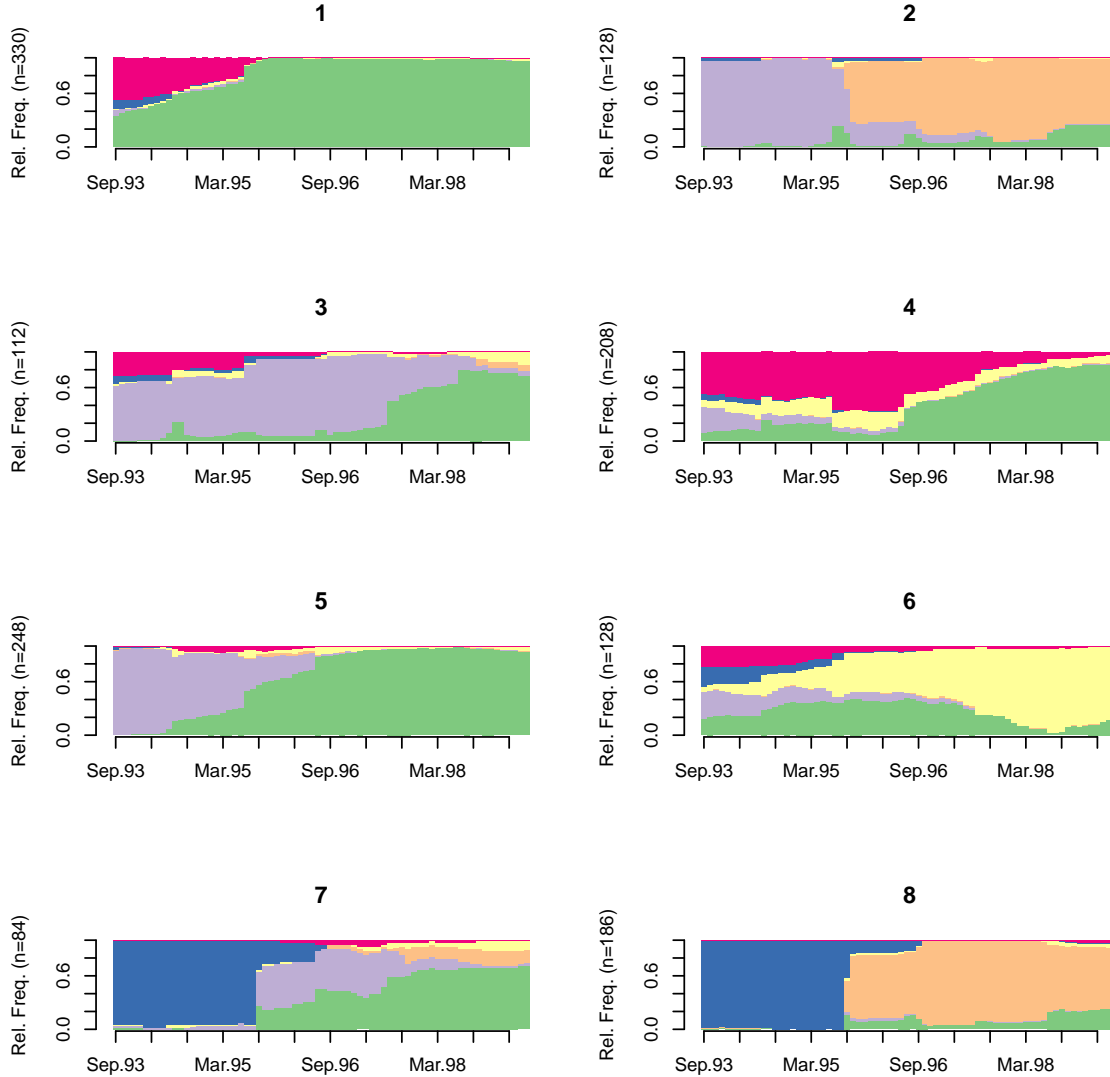 1
Rel. Freq. (n=330)
0.0 0.6
Sep.93 Mar.95 Sep.96 Mar.98
2
Rel. Freq. (n=128)
0.0 0.6
Sep.93 Mar.95 Sep.96 Mar.98
3
Rel. Freq. (n=112)
0.0 0.6
Sep.93 Mar.95 Sep.96 Mar.98
4
Rel. Freq. (n=208)
0.0 0.6
Sep.93 Mar.95 Sep.96 Mar.98
5
Rel. Freq. (n=248)
0.0 0.6
Sep.93 Mar.95 Sep.96 Mar.98
6
Rel. Freq. (n=128)
0.0 0.6
Sep.93 Mar.95 Sep.96 Mar.98
7
Rel. Freq. (n=84)
0.0 0.6
Sep.93 Mar.95 Sep.96 Mar.98
8
Rel. Freq. (n=186)
0.0 0.6
Sep.93 Mar.95 Sep.96 Mar.98